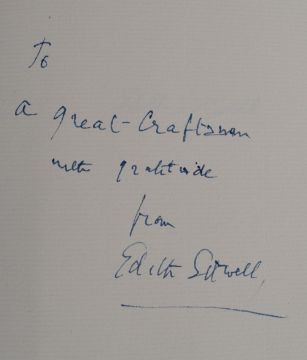 To
a great-Craftsman
with gratitude
from
Edith Sitwell,